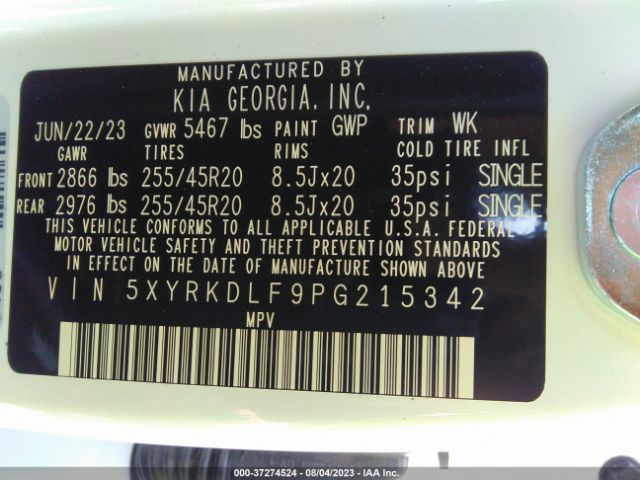 MANUFACTURED BY
KIA GEORGIA, INC.
JUN/22/23 GVWR 5467 lbs PAINT GWP TRIM WK
GAWR TIRES RIMS COLD TIRE INFL
FRONT 2866 lbs 255/45R20 8.5Jx20 35psi SINGLE
REAR 2976 lbs 255/45R20 8.5Jx20 35psi SINGLE
THIS VEHICLE CONFORMS TO ALL APPLICABLE U.S.A. FEDERAL
MOTOR VEHICLE SAFETY AND THEFT PREVENTION STANDARDS
IN EFFECT ON THE DATE OF MANUFACTURE SHOWN ABOVE.
VIN 5XYRKDLF9PG215342
MPV
000-37274524 | 08/04/2023 | IAA Inc.